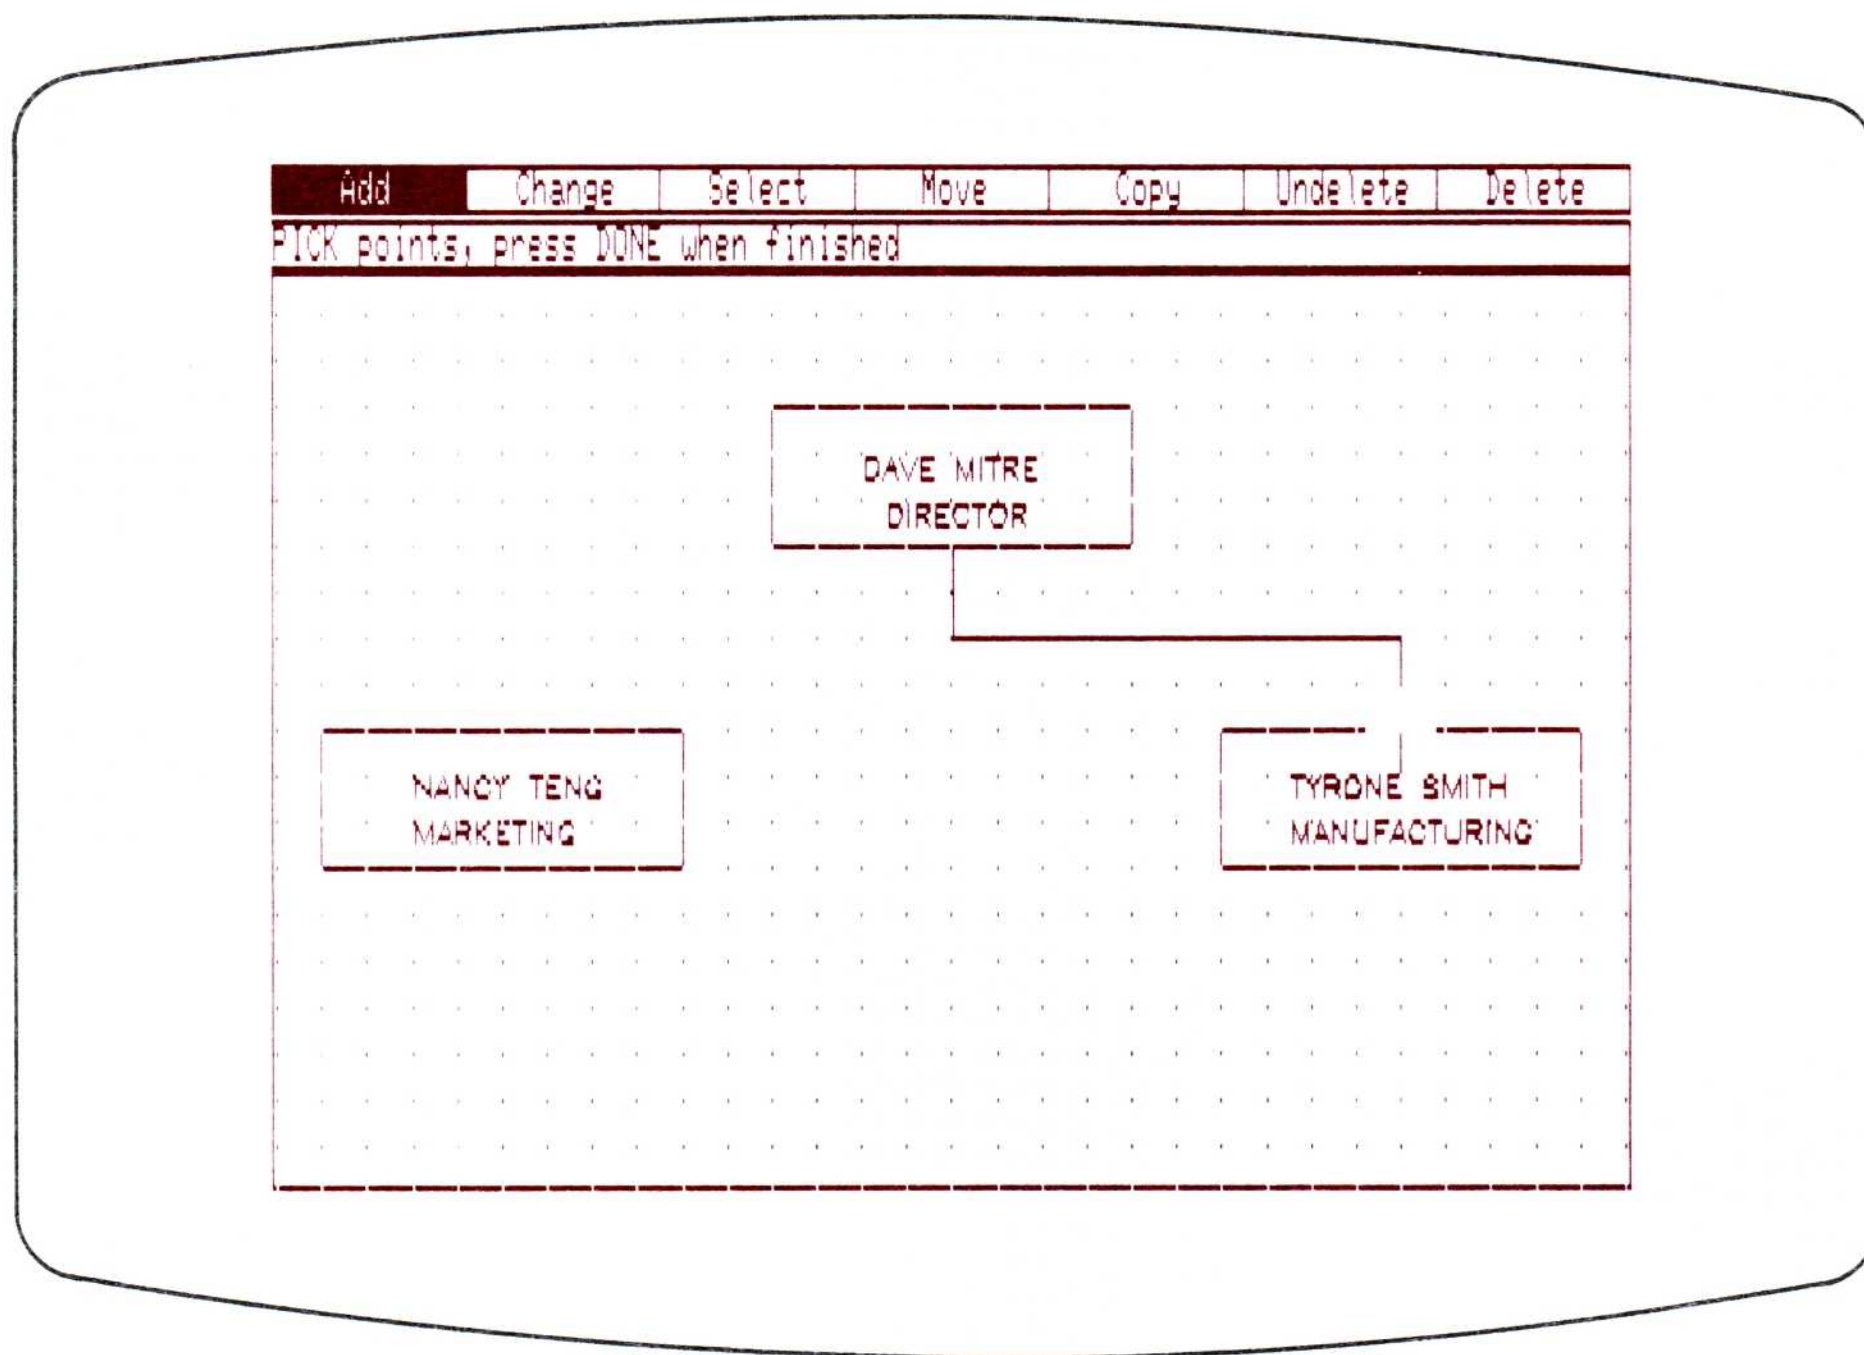 Add Change Select Move Copy Undelete Delete
PICK points, press DONE when finished
DAVE MITRE
DIRECTOR
NANCY TENG
MARKETING
TYRONE SMITH
MANUFACTURING